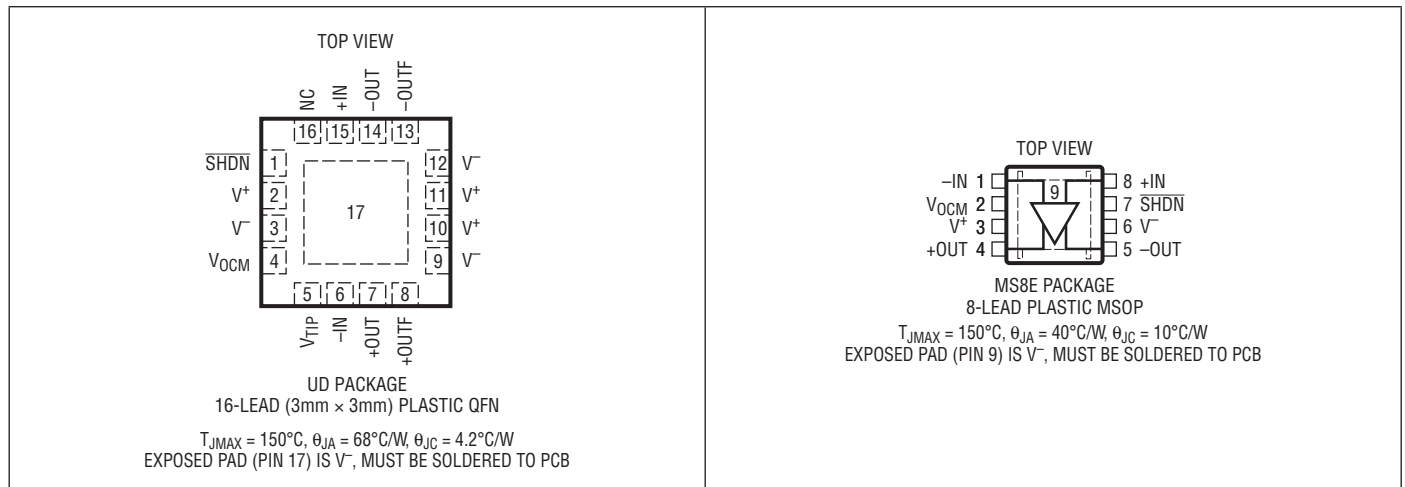 TOP VIEW
NC +IN –OUT –OUTF
16 15 14 13
SHDN 1 12 V–
V+ 2 11 V+
17
V– 3 10 V+
VOCM 4 9 V–
5 6 7 8
VTIP –IN +OUT +OUTF
UD PACKAGE
16-LEAD (3mm × 3mm) PLASTIC QFN
TJMAX = 150°C, θJA = 68°C/W, θJC = 4.2°C/W
EXPOSED PAD (PIN 17) IS V–, MUST BE SOLDERED TO PCB
TOP VIEW
–IN 1 9 8 +IN
VOCM 2 7 SHDN
V+ 3 6 V–
+OUT 4 5 –OUT
MS8E PACKAGE
8-LEAD PLASTIC MSOP
TJMAX = 150°C, θJA = 40°C/W, θJC = 10°C/W
EXPOSED PAD (PIN 9) IS V–, MUST BE SOLDERED TO PCB